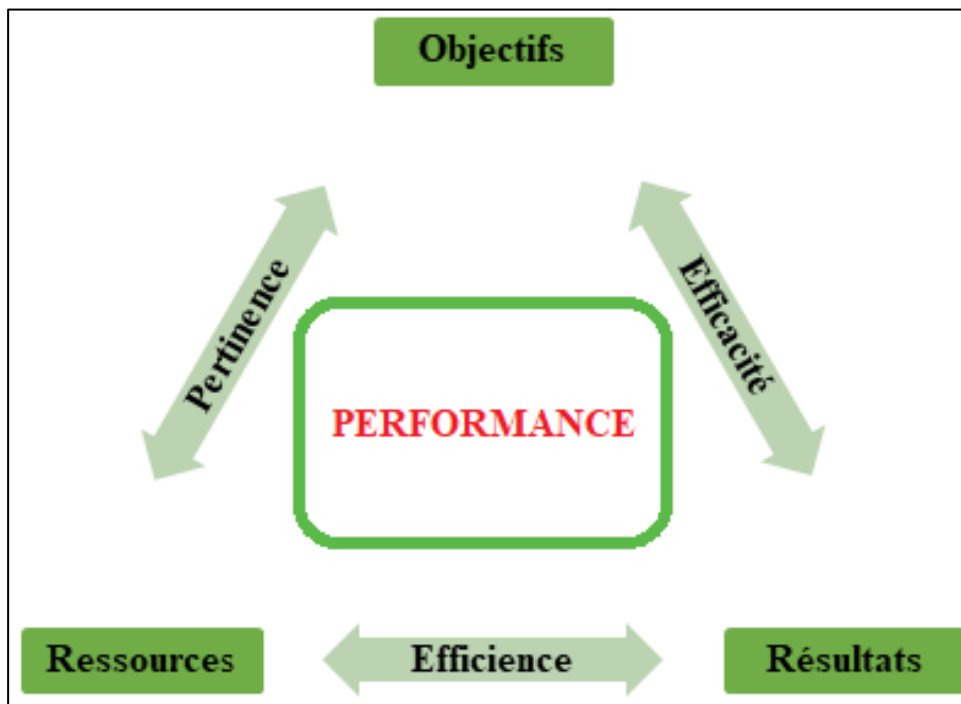 Objectifs
Pertinence
Efficacité
PERFORMANCE
Ressources
Efficience
Résultats